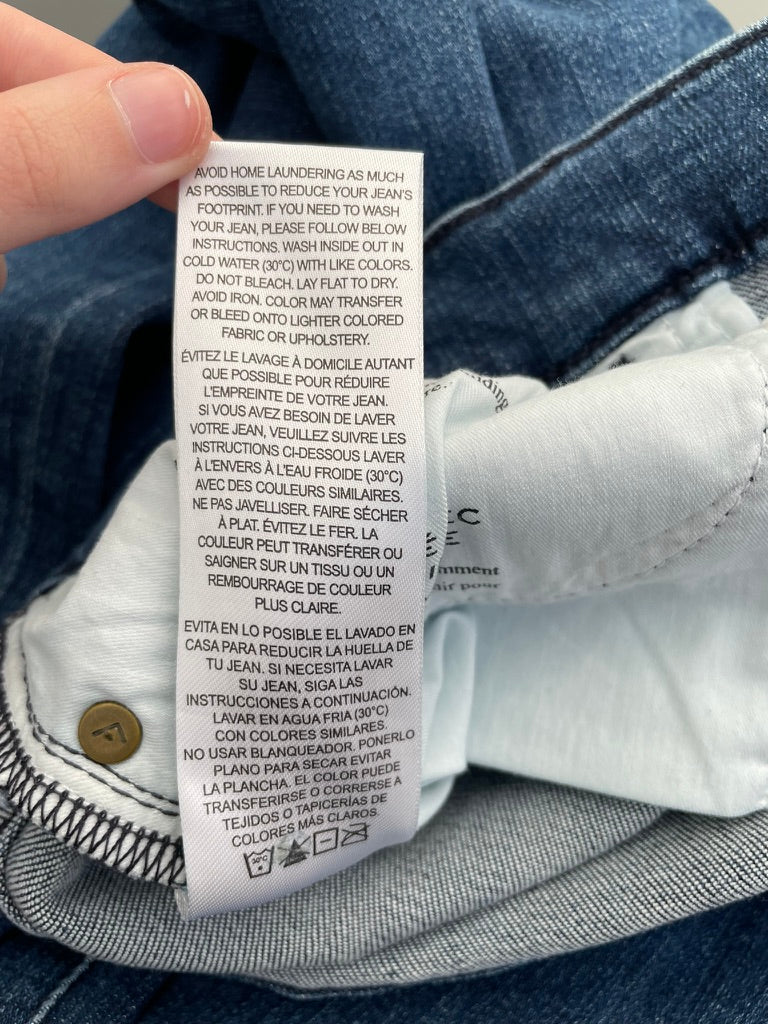 AVOID HOME LAUNDERING AS MUCH
AS POSSIBLE TO REDUCE YOUR JEAN'S
FOOTPRINT. IF YOU NEED TO WASH
YOUR JEAN, PLEASE FOLLOW BELOW
INSTRUCTIONS. WASH INSIDE OUT IN
COLD WATER (30°C) WITH LIKE COLORS.
DO NOT BLEACH. LAY FLAT TO DRY.
AVOID IRON. COLOR MAY TRANSFER
OR BLEED ONTO LIGHTER COLORED
FABRIC OR UPHOLSTERY.
ÉVITEZ LE LAVAGE À DOMICILE AUTANT
QUE POSSIBLE POUR RÉDUIRE
L'EMPREINTE DE VOTRE JEAN.
SI VOUS AVEZ BESOIN DE LAVER
VOTRE JEAN, VEUILLEZ SUIVRE LES
INSTRUCTIONS CI-DESSOUS LAVER
À L'ENVERS À L'EAU FROIDE (30°C)
AVEC DES COULEURS SIMILAIRES.
NE PAS JAVELLISER. FAIRE SÉCHER
À PLAT. ÉVITEZ LE FER. LA
COULEUR PEUT TRANSFÉRER OU
SAIGNER SUR UN TISSU OU UN
REMBOURRAGE DE COULEUR
PLUS CLAIRE.
EVITA EN LO POSIBLE EL LAVADO EN
CASA PARA REDUCIR LA HUELLA DE
TU JEAN. SI NECESITA LAVAR
SU JEAN, SIGA LAS
INSTRUCCIONES A CONTINUACIÓN.
LAVAR EN AGUA FRIA (30°C)
CON COLORES SIMILARES.
NO USAR BLANQUEADOR. PONERLO
PLANO PARA SECAR EVITAR
LA PLANCHA. EL COLOR PUEDE
TRANSFERIRSE O CORRERSE A
TEJIDOS O TAPICERÍAS DE
COLORES MÁS CLAROS.
30°C
pour